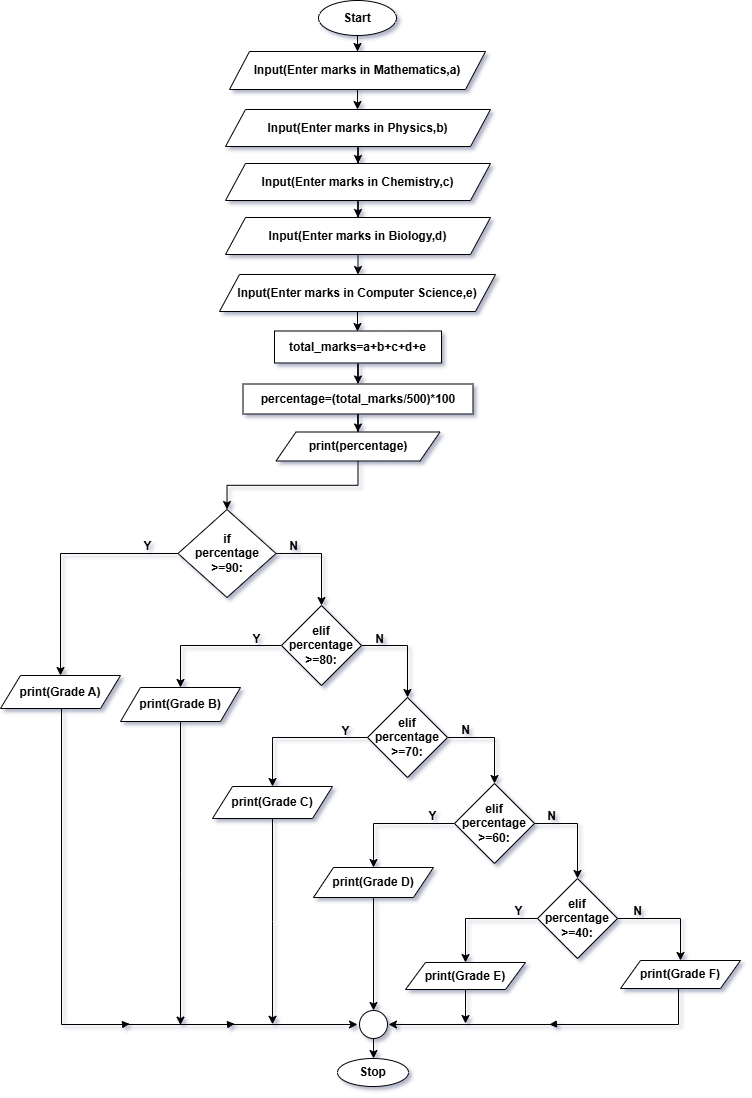 Start
Input(Enter marks in Mathematics,a)
Input(Enter marks in Physics,b)
Input(Enter marks in Chemistry,c)
Input(Enter marks in Biology,d)
Input(Enter marks in Computer Science,e)
total_marks=a+b+c+d+e
percentage=(total_marks/500)*100
print(percentage)
if
percentage
>=90:
Y
N
elif
percentage
>=80:
Y
N
print(Grade A)
print(Grade B)
elif
percentage
>=70:
Y
N
print(Grade C)
elif
percentage
>=60:
Y
N
print(Grade D)
elif
percentage
>=40:
Y
N
print(Grade E)
print(Grade F)
Stop